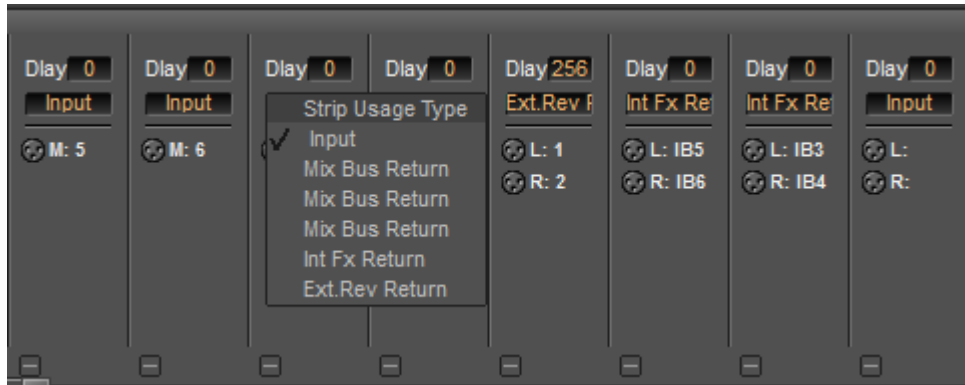 Dlay 0 Dlay 0 Dlay 0 Dlay 0 Dlay 256 Dlay 0 Dlay 0 Dlay 0
Input Input Ext.Rev Int Fx Re Int Fx Re Input
Strip Usage Type
Input
Mix Bus Return
Mix Bus Return
Mix Bus Return
Int Fx Return
Ext.Rev Return
M: 5 M: 6 L: 1 L: IB5 L: IB3 L:
R: 2 R: IB6 R: IB4 R: